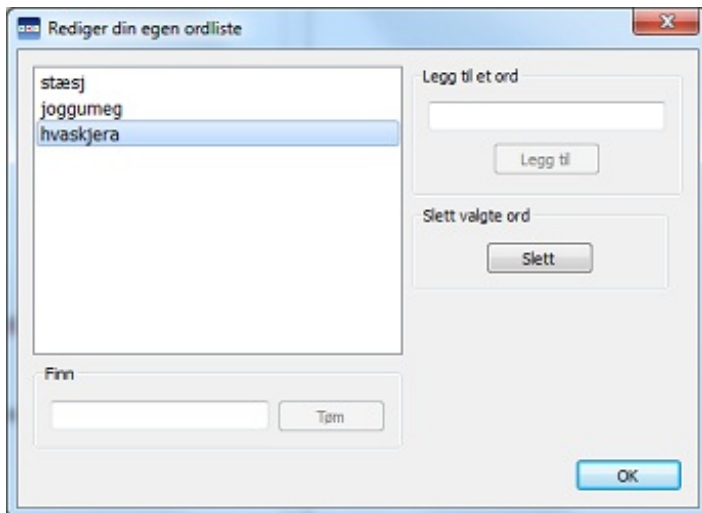 Rediger din egen ordliste
stæsj
joggumeg
hvaskjera
Legg til et ord
Legg til
Slett valgte ord
Slett
Finn
Tøm
OK